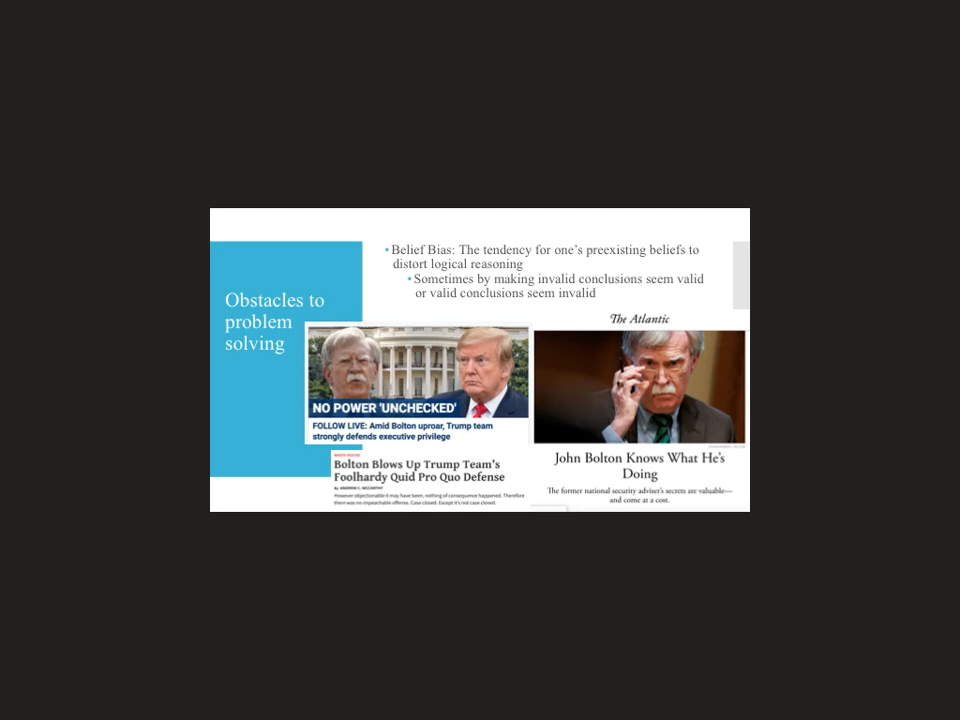 Obstacles to
problem
solving
• Belief Bias: The tendency for one's preexisting beliefs to
distort logical reasoning
• Sometimes by making invalid conclusions seem valid
or valid conclusions seem invalid
NO POWER 'UNCHECKED'
FOLLOW LIVE: Amid Bolton uproar, Trump team
strongly defends executive privilege
WHITE HOUSE
Bolton Blows Up Trump Team's
Foolhardy Quid Pro Quo Defense
By ANDREW C. MCCARTHY
However objectionable it may have been, nothing of consequence happened. Therefore
there was no impeachable offense. Case closed. Except it's not case closed.
The Atlantic
John Bolton Knows What He's
Doing
The former national security adviser's secrets are valuable—
and come at a cost.